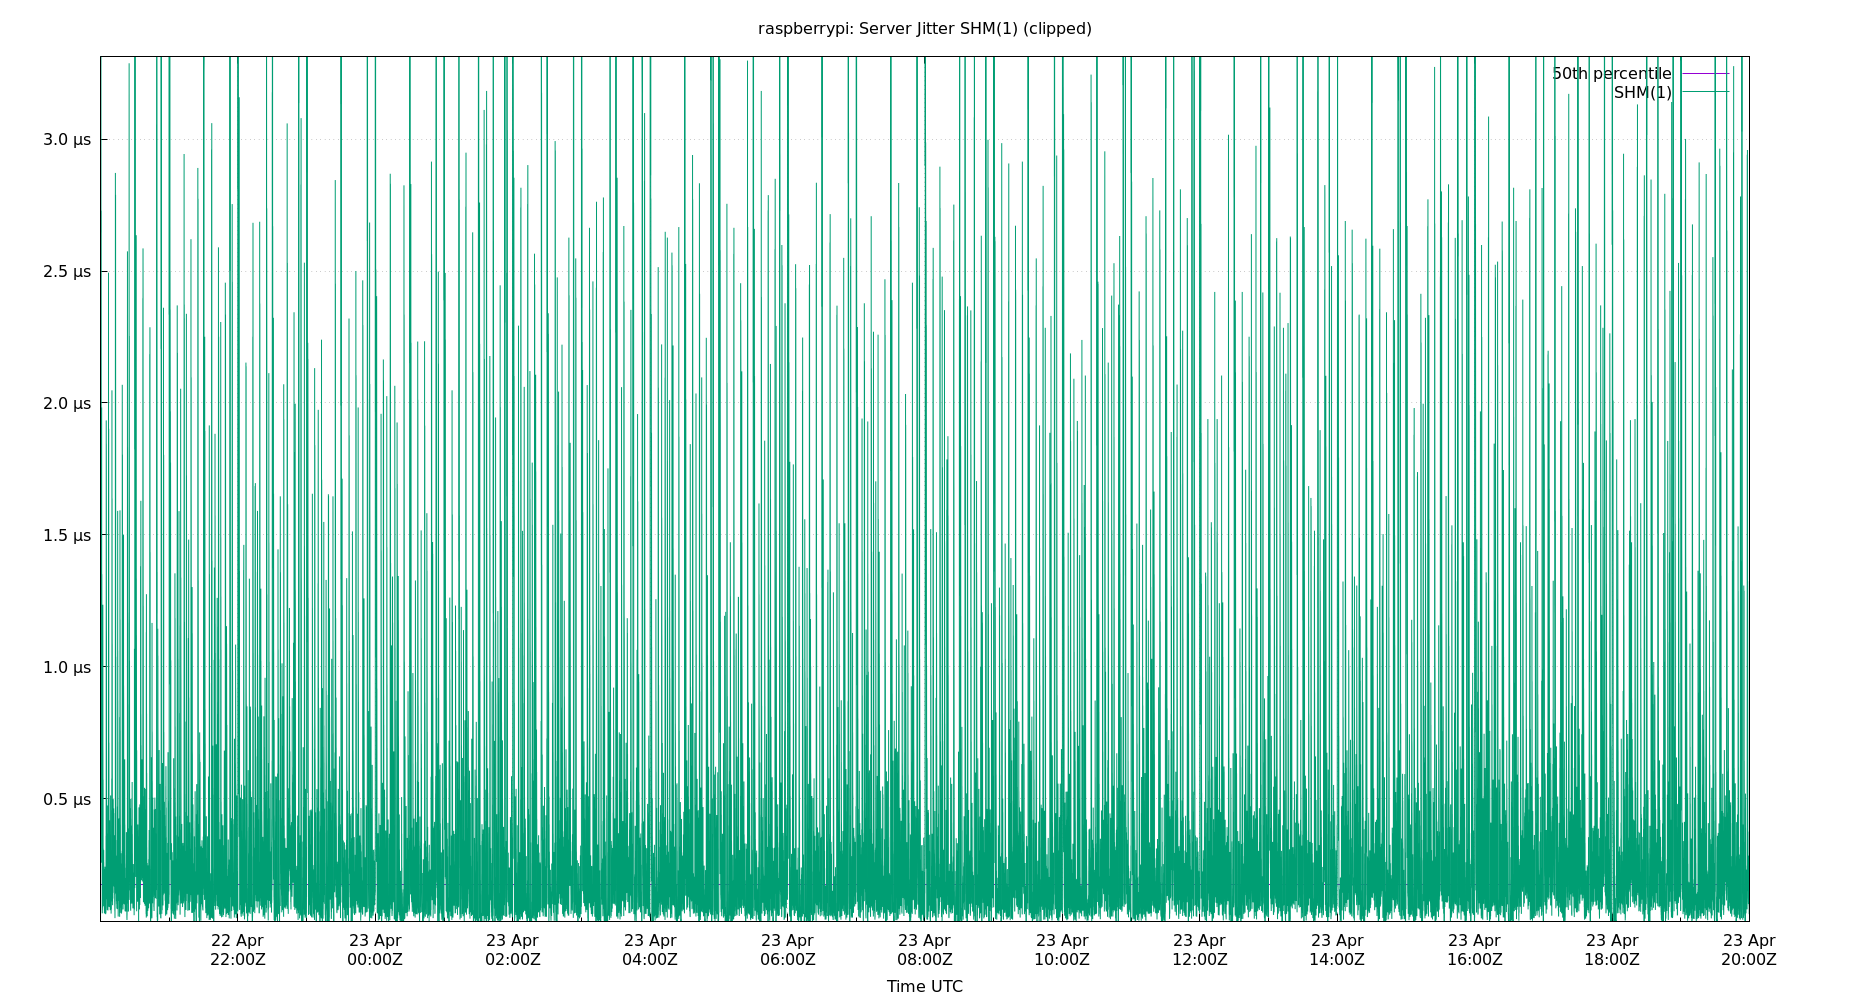 raspberrypi: Server Jitter SHM(1) (clipped)
50th percentile
SHM(1)
3.0 µs
2.5 µs
2.0 µs
1.5 µs
1.0 µs
0.5 µs
22 Apr 23 Apr 23 Apr 23 Apr 23 Apr 23 Apr 23 Apr 23 Apr 23 Apr 23 Apr 23 Apr 23 Apr
22:00Z 00:00Z 02:00Z 04:00Z 06:00Z 08:00Z 10:00Z 12:00Z 14:00Z 16:00Z 18:00Z 20:00Z
Time UTC